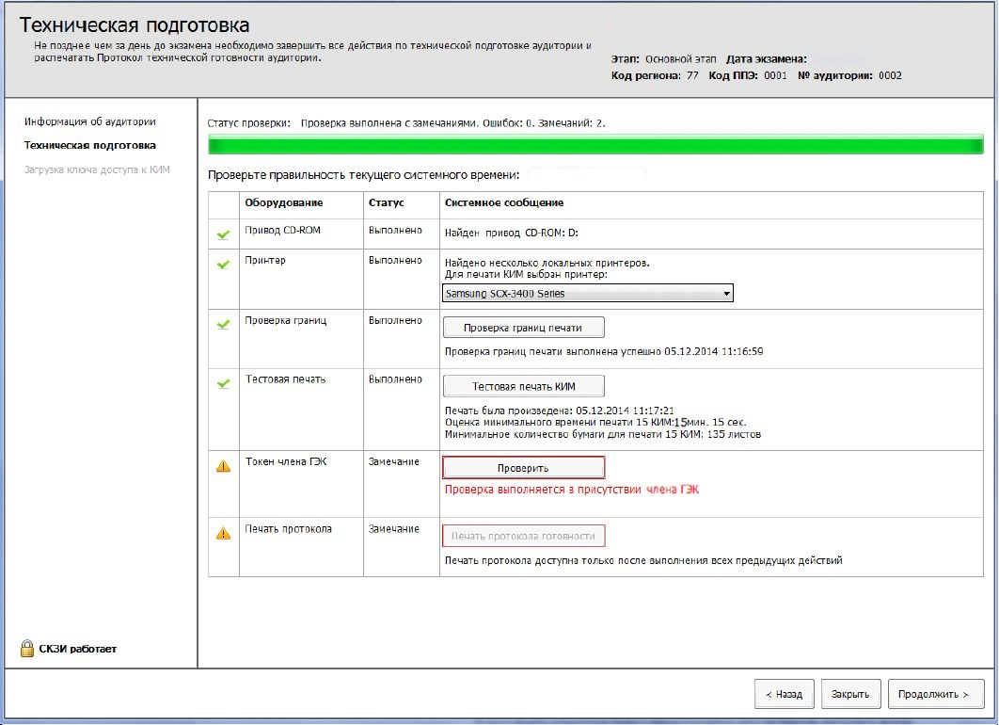 Техническая подготовка
Не позднее чем за день до экзамена необходимо завершить все действия по технической подготовке аудитории и
распечатать Протокол технической готовности аудитории.
Этап: Основной этап Дата экзамена:
Код региона: 77 Код ППЭ: 0001 № аудитории: 0002
Информация об аудитории
Техническая подготовка
Загрузка ключа доступа к КИМ
Статус проверки: Проверка выполнена с замечаниями. Ошибок: 0. Замечаний: 2.
Проверьте правильность текущего системного времени:
Оборудование Статус Системное сообщение
Привод CD-ROM Выполнено Найден привод CD-ROM: D:
Принтер Выполнено Найдено несколько локальных принтеров.
Для печати КИМ выбран принтер:
Samsung SCX-3400 Series
Проверка границ Выполнено Проверка границ печати
Проверка границ печати выполнена успешно 05.12.2014 11:16:59
Тестовая печать Выполнено Тестовая печать КИМ
Печать была произведена: 05.12.2014 11:17:21
Оценка минимального времени печати 15 КИМ:15мин. 15 сек.
Минимальное количество бумаги для печати 15 КИМ: 135 листов
Токен члена ГЭК Замечание Проверить
Проверка выполняется в присутствии члена ГЭК
Печать протокола Замечание Печать протокола готовности
Печать протокола доступна только после выполнения всех предыдущих действий
СКЗИ работает
< Назад Закрыть Продолжить >